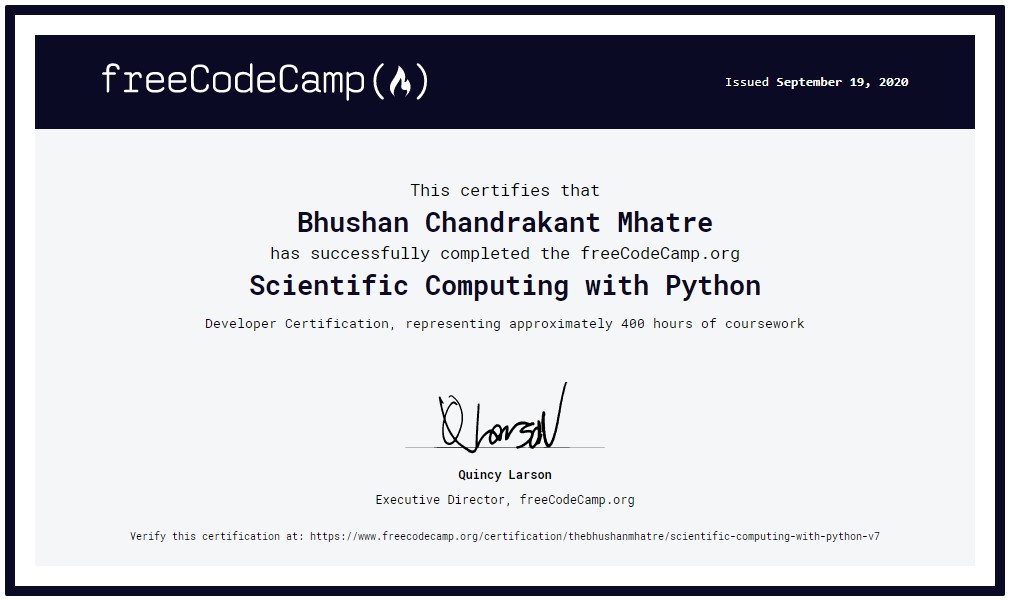 freeCodeCamp
Issued September 19, 2020
This certifies that
Bhushan Chandrakant Mhatre
has successfully completed the freeCodeCamp.org
Scientific Computing with Python
Developer Certification, representing approximately 400 hours of coursework
Q Larson
Quincy Larson
Executive Director, freeCodeCamp.org
Verify this certification at: https://www.freecodecamp.org/certification/thebhushanmhatre/scientific-computing-with-python-v7